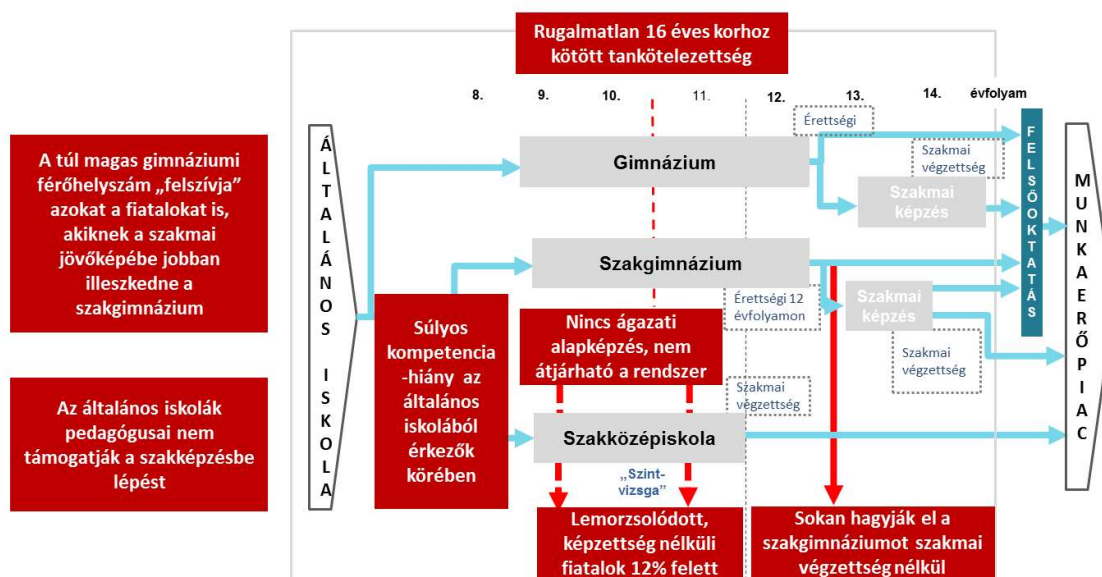 Rugalmatlan 16 éves korhoz
kötött tankötelezettség
8. 9. 10. 11. 12. 13. 14. évfolyam
A túl magas gimnáziumi
férőhelyszám „felszívja”
azokat a fiatalokat is,
akiknek a szakmai
jövőképébe jobban
illeszkedne a
szakgimnázium
Az általános iskolák
pedagógusai nem
támogatják a szakképzésbe
lépést
ÁLTALÁNOS ISKOLA
Súlyos
kompetencia
-hiány az
általános
iskolából
érkezők
körében
Gimnázium
Érettségi
Szakmai
végzettség
Szakmai
képzés
Szakgimnázium
Érettségi 12
évfolyamon
Szakmai
képzés
Szakmai
végzettség
Nincs ágazati
alapképzés, nem
átjárható a rendszer
Szakmai
végzettség
Szakközépiskola
„Szint-
vizsga”
Lemorzsolódott,
képzettség nélküli
fiatalok 12% felett
Sokan hagyják el a
szakgimnáziumot szakmai
végzettség nélkül
FELSŐOKTATÁS
MUNKAERŐPIAC